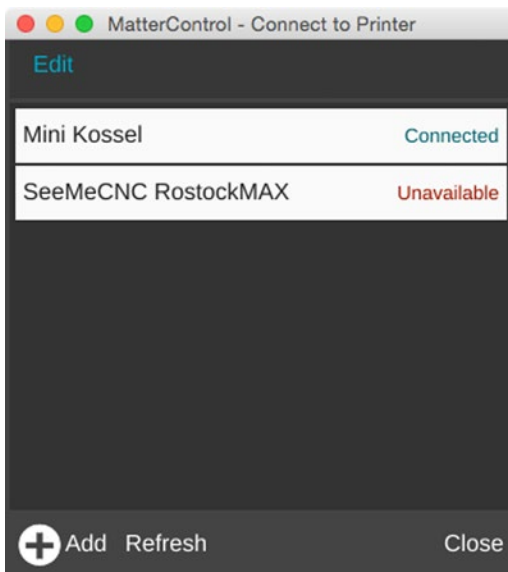 MatterControl - Connect to Printer
Edit
Mini Kossel Connected
SeeMeCNC RostockMAX Unavailable
Add Refresh Close